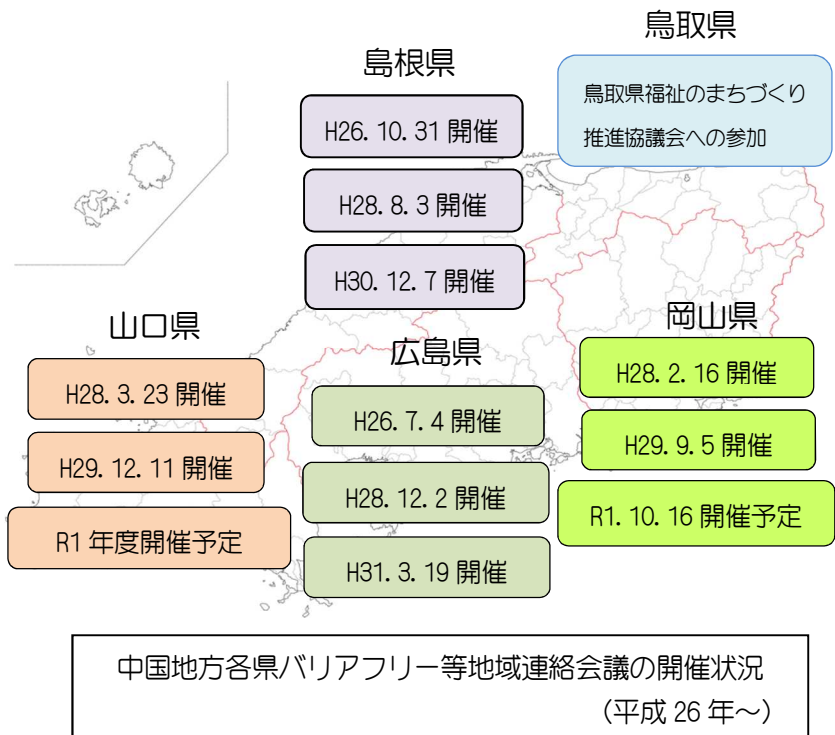 鳥取県
鳥取県福祉のまちづくり
推進協議会への参加
島根県
H26.10.31 開催
H28.8.3 開催
H30.12.7 開催
山口県
H28.3.23 開催
H29.12.11 開催
R1 年度開催予定
広島県
H26.7.4 開催
H28.12.2 開催
H31.3.19 開催
岡山県
H28.2.16 開催
H29.9.5 開催
R1.10.16 開催予定
中国地方各県バリアフリー等地域連絡会議の開催状況
（平成 26 年～）